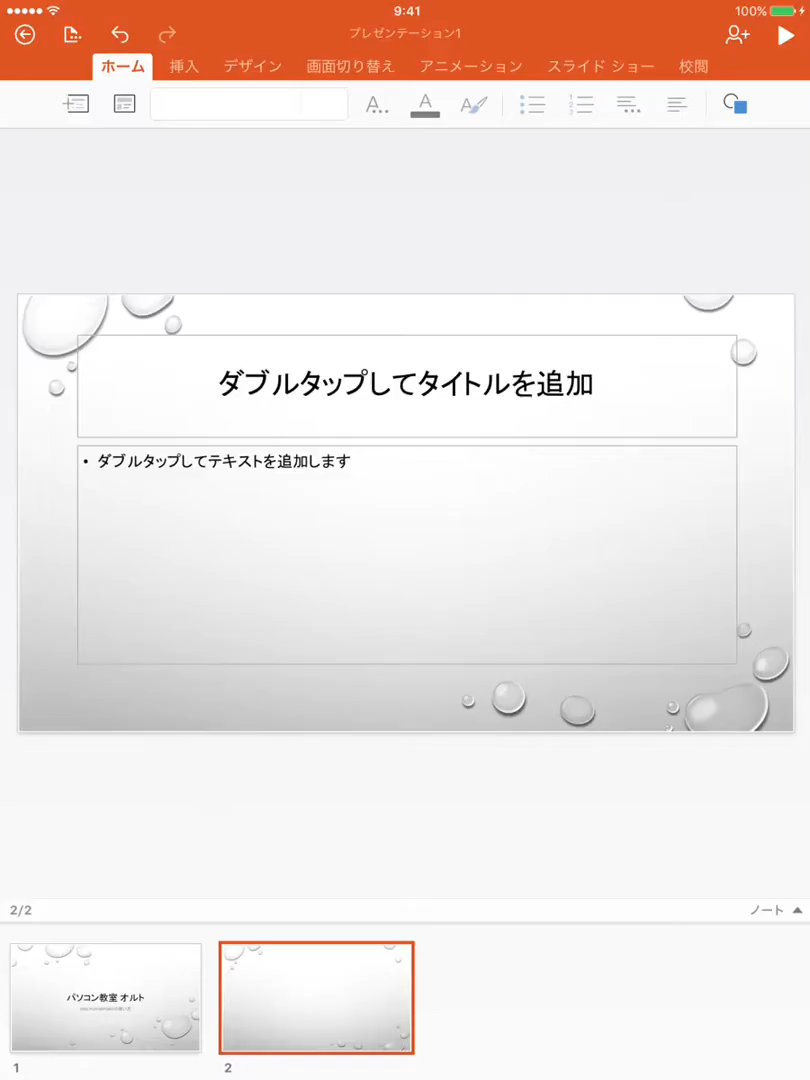 9:41
100%
プレゼンテーション1
ホーム 挿入 デザイン 画面切り替え アニメーション スライド ショー 校閲
ダブルタップしてタイトルを追加
• ダブルタップしてテキストを追加します
2/2
ノート
パソコン教室 オルト
1
2